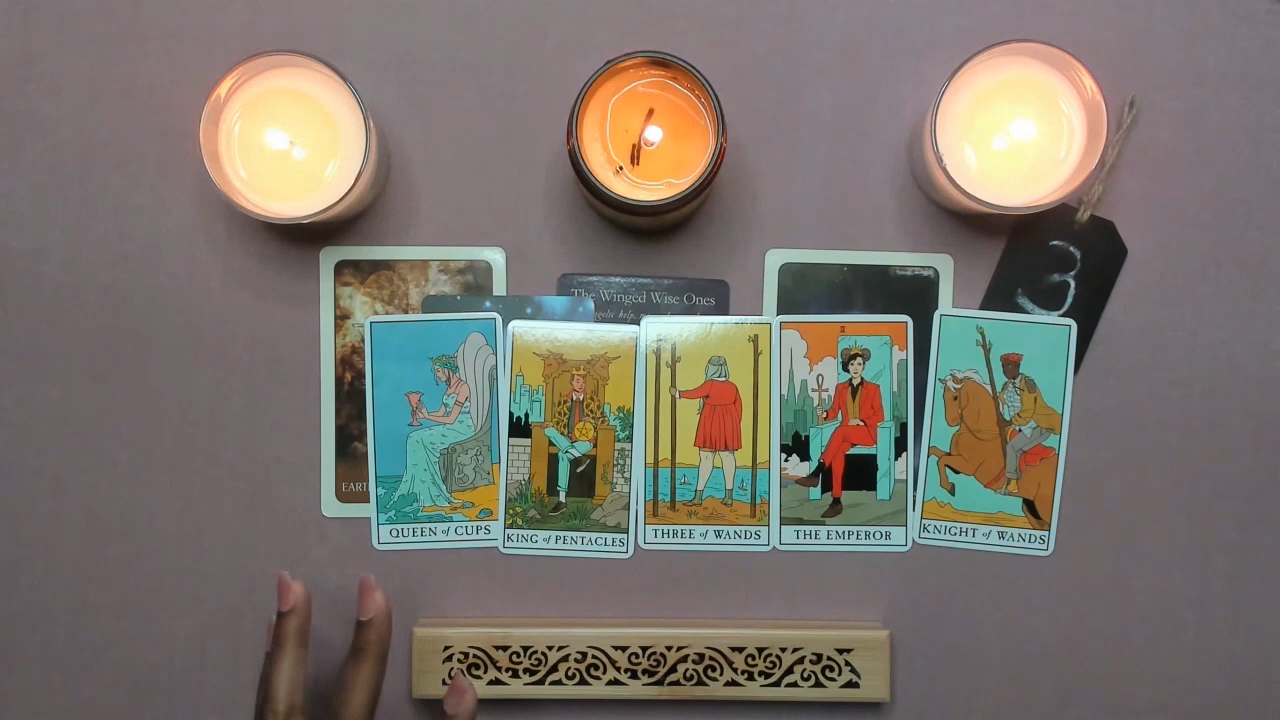 3
The Winged Wise Ones
QUEEN of CUPS
KING of PENTACLES
THREE of WANDS
THE EMPEROR
KNIGHT of WANDS